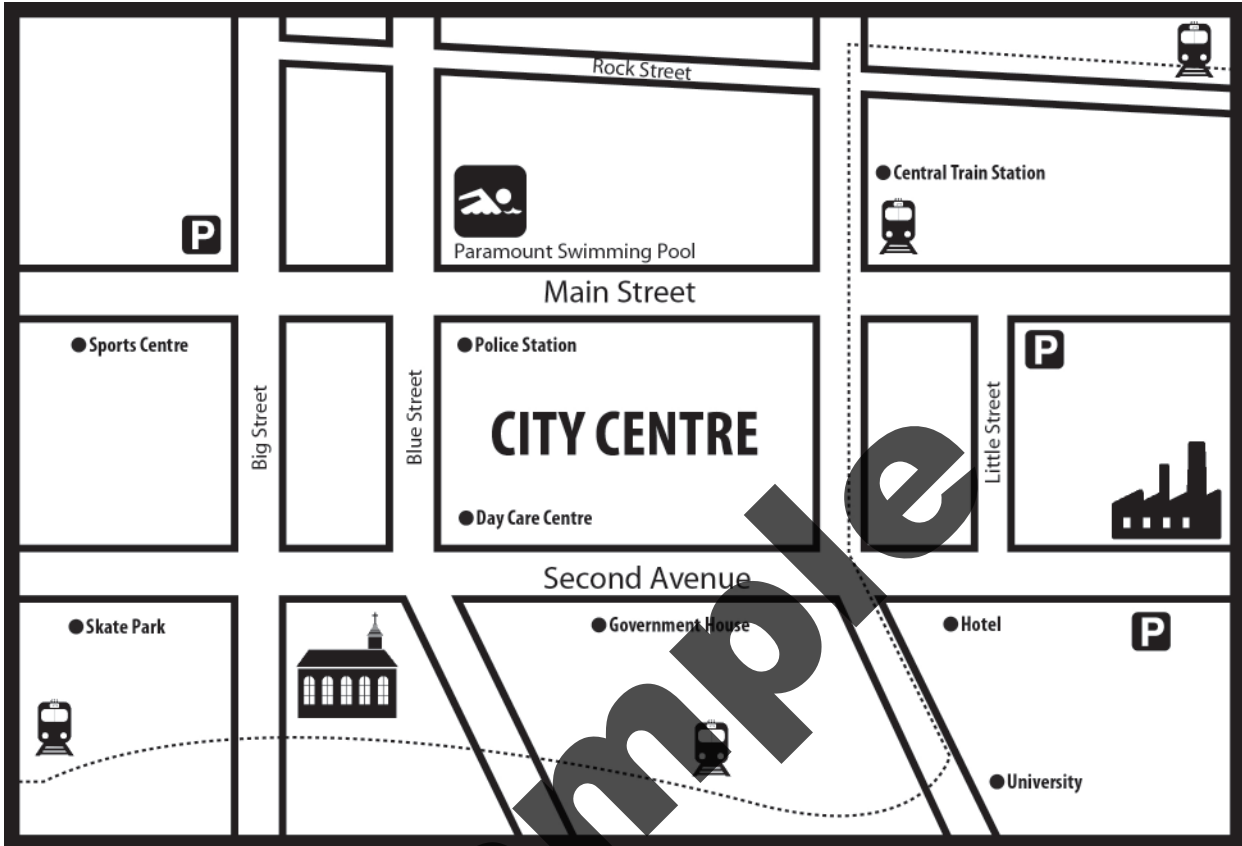 Rock Street
Central Train Station
P
Paramount Swimming Pool
Main Street
Sports Centre
Police Station
P
Big Street
Blue Street
CITY CENTRE
Little Street
Day Care Centre
Second Avenue
Skate Park
Government House
Hotel
P
University
mple